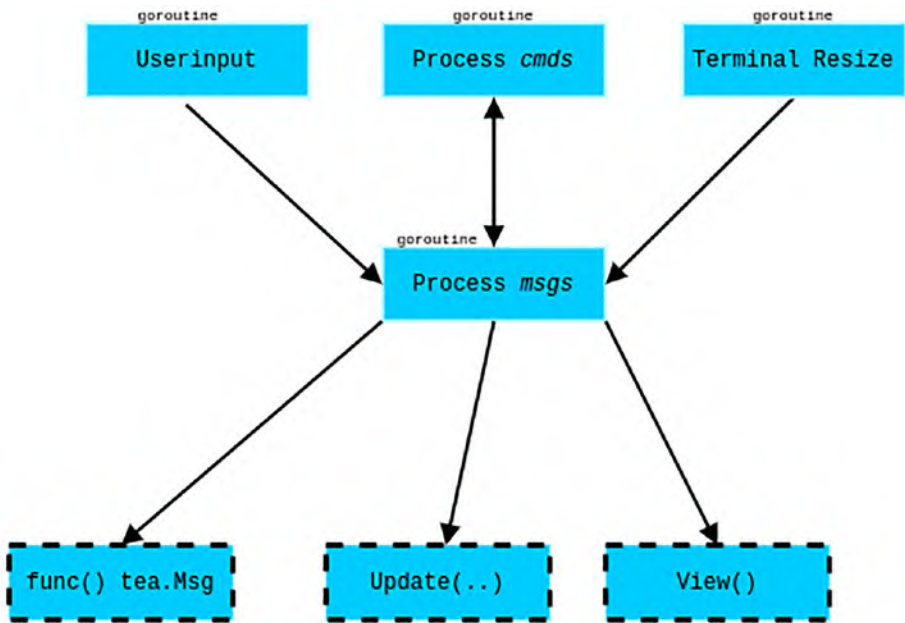 goroutine
Userinput
goroutine
Process cmds
goroutine
Terminal Resize
goroutine
Process msgs
func() tea.Msg
Update(..)
View()